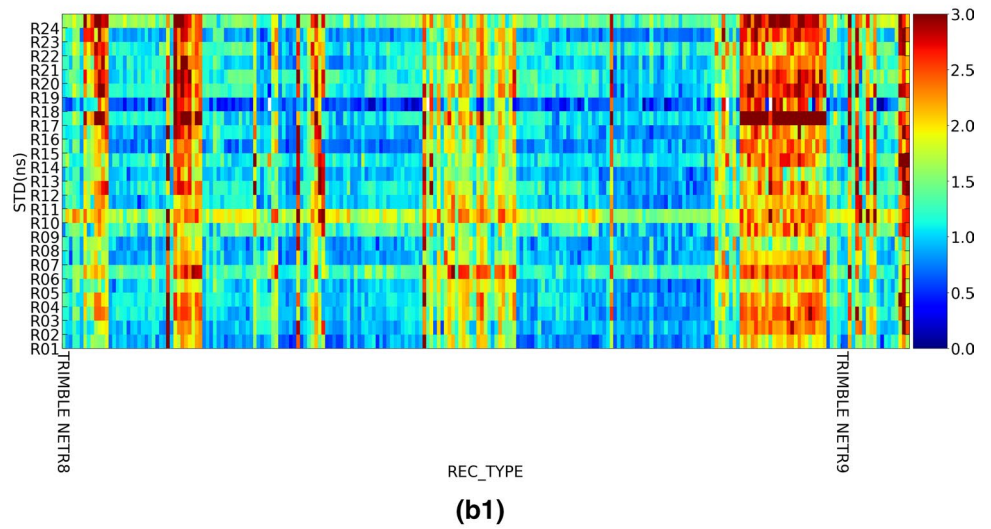 R24
R23
R22
R21
R20
R19
R18
R17
R16
R15
R14
R13
R12
R11
R10
R09
R08
R07
R06
R05
R04
R03
R02
R01
STD(ns)
3.0
2.5
2.0
1.5
1.0
0.5
0.0
TRIMBLE NETR8
TRIMBLE NETR9
REC_TYPE
(b1)